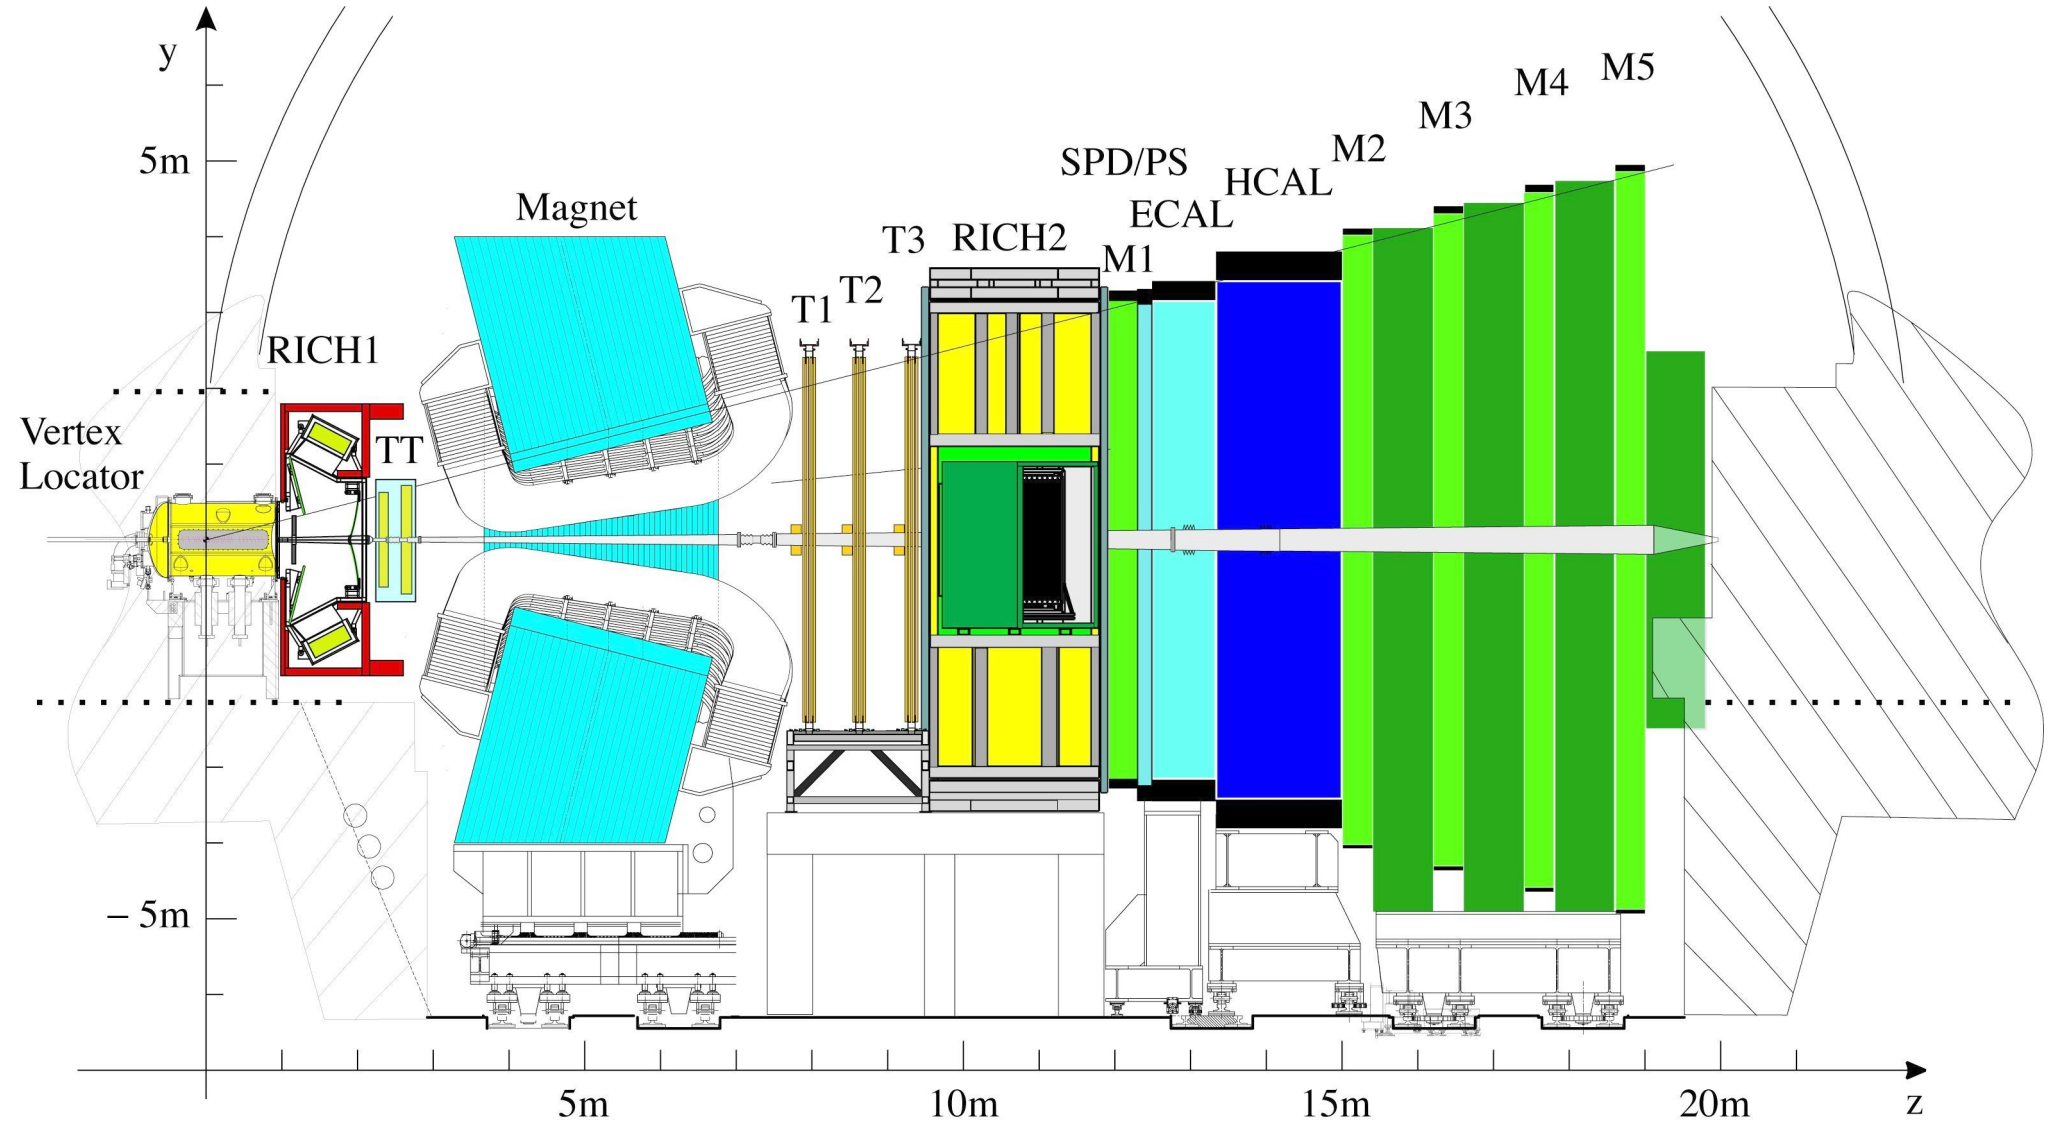 y
5m
Magnet
RICH1
Vertex
Locator
TT
T1
T2
T3
RICH2
M1
SPD/PS
ECAL
HCAL
M2
M3
M4
M5
− 5m
5m
10m
15m
20m
z